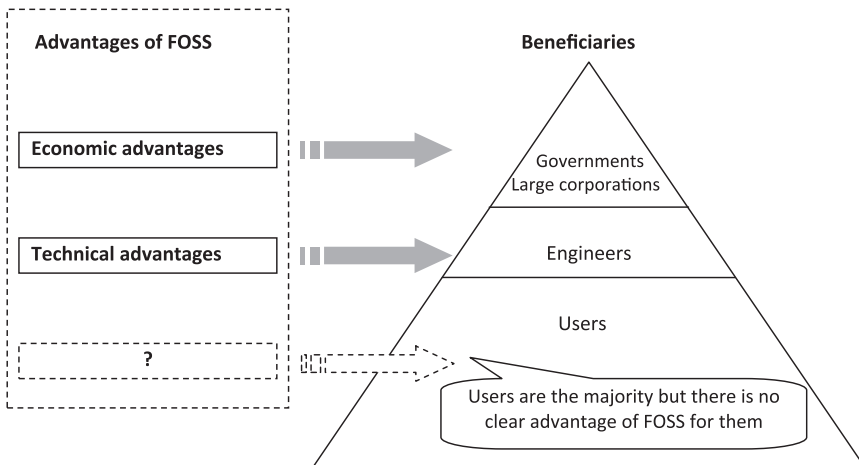 Advantages of FOSS
Beneficiaries
Economic advantages
Governments
Large corporations
Technical advantages
Engineers
Users
?
Users are the majority but there is no
clear advantage of FOSS for them